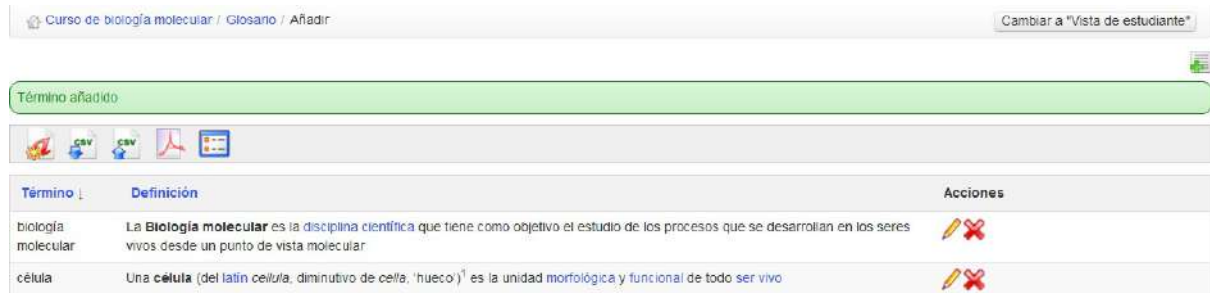 Curso de biología molecular / Glosario / Añadir
Cambiar a "Vista de estudiante"
Término añadido
CSV CSV
Término ↓ Definición Acciones
biología molecular
La Biología molecular es la disciplina científica que tiene como objetivo el estudio de los procesos que se desarrollan en los seres
vivos desde un punto de vista molecular
célula
Una célula (del latín cellula, diminutivo de cella, 'hueco')¹ es la unidad morfológica y funcional de todo ser vivo